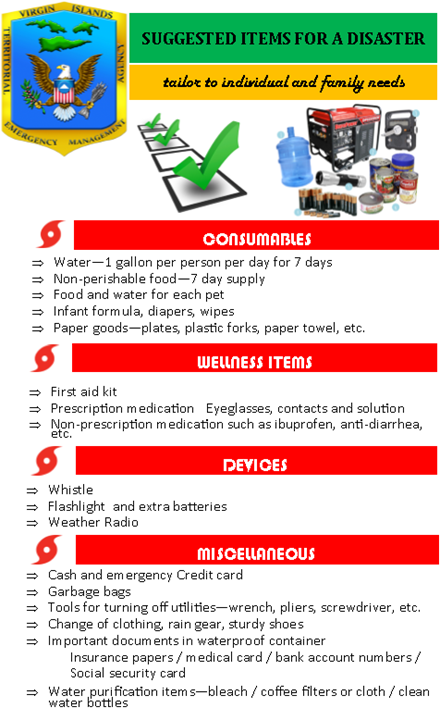 VIRGIN ISLANDS
TERRITORIAL
AGENCY
EMERGENCY MANAGEMENT
SUGGESTED ITEMS FOR A DISASTER
tailor to individual and family needs
CONSUMABLES
⇒ Water—1 gallon per person per day for 7 days
⇒ Non-perishable food—7 day supply
⇒ Food and water for each pet
⇒ Infant formula, diapers, wipes
⇒ Paper goods—plates, plastic forks, paper towel, etc.
WELLNESS ITEMS
⇒ First aid kit
⇒ Prescription medication Eyeglasses, contacts and solution
⇒ Non-prescription medication such as ibuprofen, anti-diarrhea,
etc.
DEVICES
⇒ Whistle
⇒ Flashlight and extra batteries
⇒ Weather Radio
MISCELLANEOUS
⇒ Cash and emergency Credit card
⇒ Garbage bags
⇒ Tools for turning off utilities—wrench, pliers, screwdriver, etc.
⇒ Change of clothing, rain gear, sturdy shoes
⇒ Important documents in waterproof container
Insurance papers / medical card / bank account numbers /
Social security card
⇒ Water purification items—bleach / coffee filters or cloth / clean
water bottles